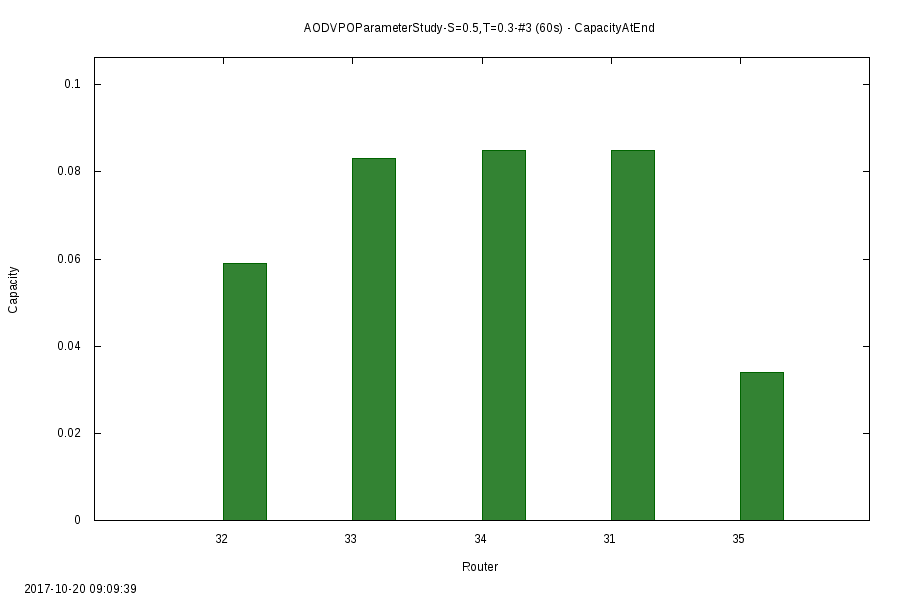 AODVPOParameterStudy-S=0.5,T=0.3-#3 (60s) - CapacityAtEnd
0.1
0.08
0.06
0.04
0.02
0
Capacity
32 33 34 31 35
Router
2017-10-20 09:09:39